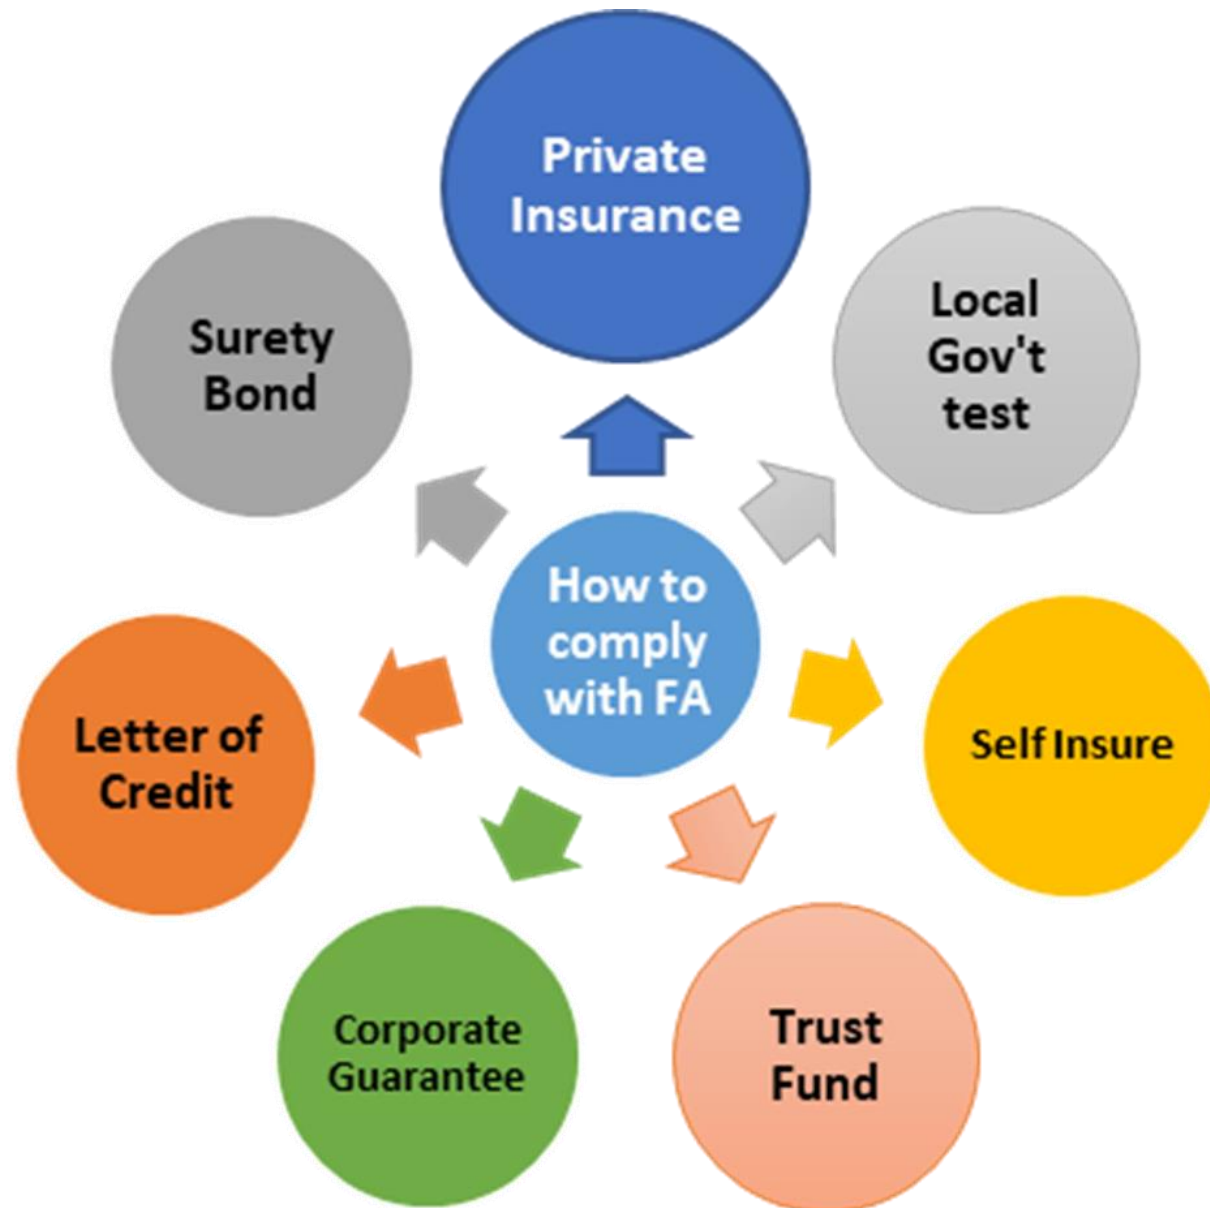 Private
Insurance
Local
Gov't
test
Surety
Bond
How to
comply
with FA
Self Insure
Letter of
Credit
Corporate
Guarantee
Trust
Fund